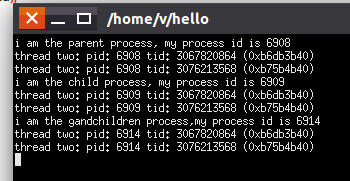 /home/v/hello
i am the parent process, my process id is 6908
thread two: pid: 6908 tid: 3067820864 (0xb6db3b40)
thread two: pid: 6908 tid: 3076213568 (0xb75b4b40)
i am the child process, my process id is 6909
thread two: pid: 6909 tid: 3067820864 (0xb6db3b40)
thread two: pid: 6909 tid: 3076213568 (0xb75b4b40)
i am the gandchildren process,my process id is 6914
thread two: pid: 6914 tid: 3067820864 (0xb6db3b40)
thread two: pid: 6914 tid: 3076213568 (0xb75b4b40)